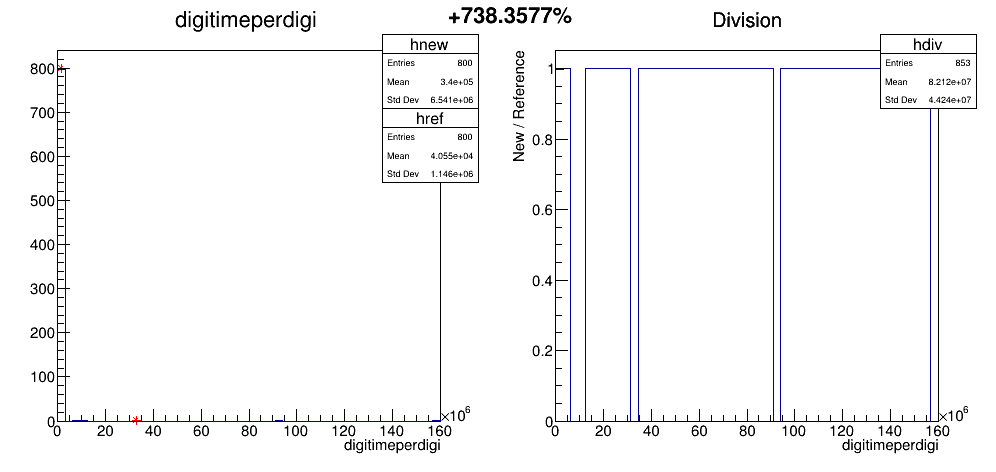 digitimeperdigi
+738.3577%
Division
hnew
Entries 800
Mean 3.4e+05
Std Dev 6.541e+06
href
Entries 800
Mean 4.055e+04
Std Dev 1.146e+06
800
700
600
500
400
300
200
100
0
0 20 40 60 80 100 120 140 160
×10⁶
digitimeperdigi
hdiv
Entries 853
Mean 8.212e+07
Std Dev 4.424e+07
New / Reference
1
0.8
0.6
0.4
0.2
0
0 20 40 60 80 100 120 140 160
×10⁶
digitimeperdigi